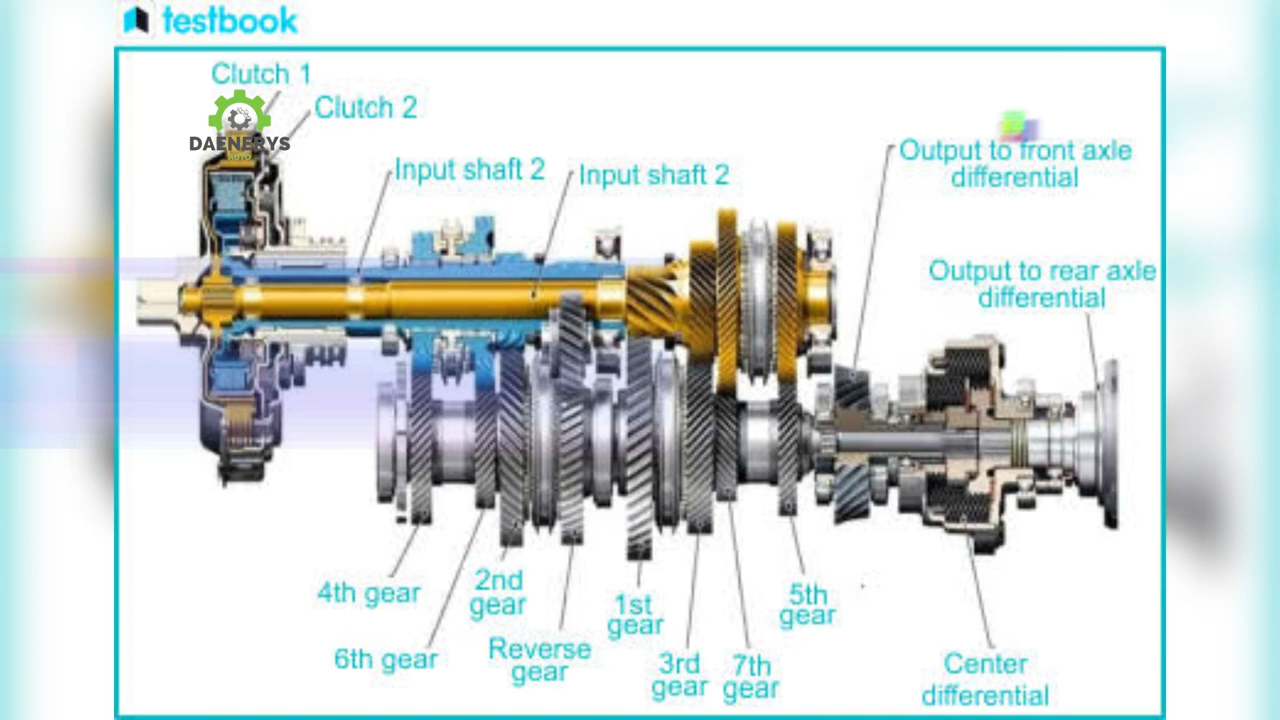 testbook
Clutch 1
Clutch 2
DAENERYS
AUTO
Input shaft 2
Input shaft 2
Output to front axle
differential
Output to rear axle
differential
4th gear
6th gear
2nd
gear
Reverse
gear
1st
gear
3rd
gear
7th
gear
5th
gear
Center
differential